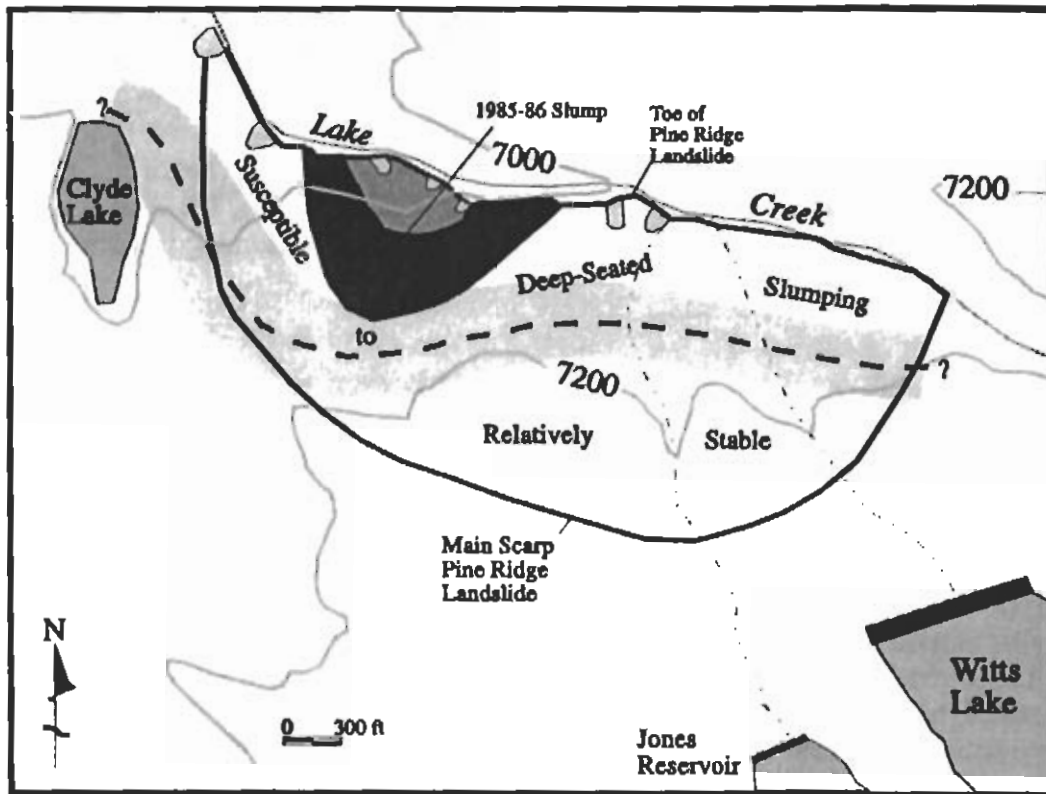 1985-86 Slump
Toe of
Pine Ridge
Landslide
Lake
7000
?
Clyde
Lake
7200
Susceptible
Creek
Deep-Seated
Slumping
to
7200
?
Relatively
Stable
Main Scarp
Pine Ridge
Landslide
N
0 300 ft
Witts
Lake
Jones
Reservoir